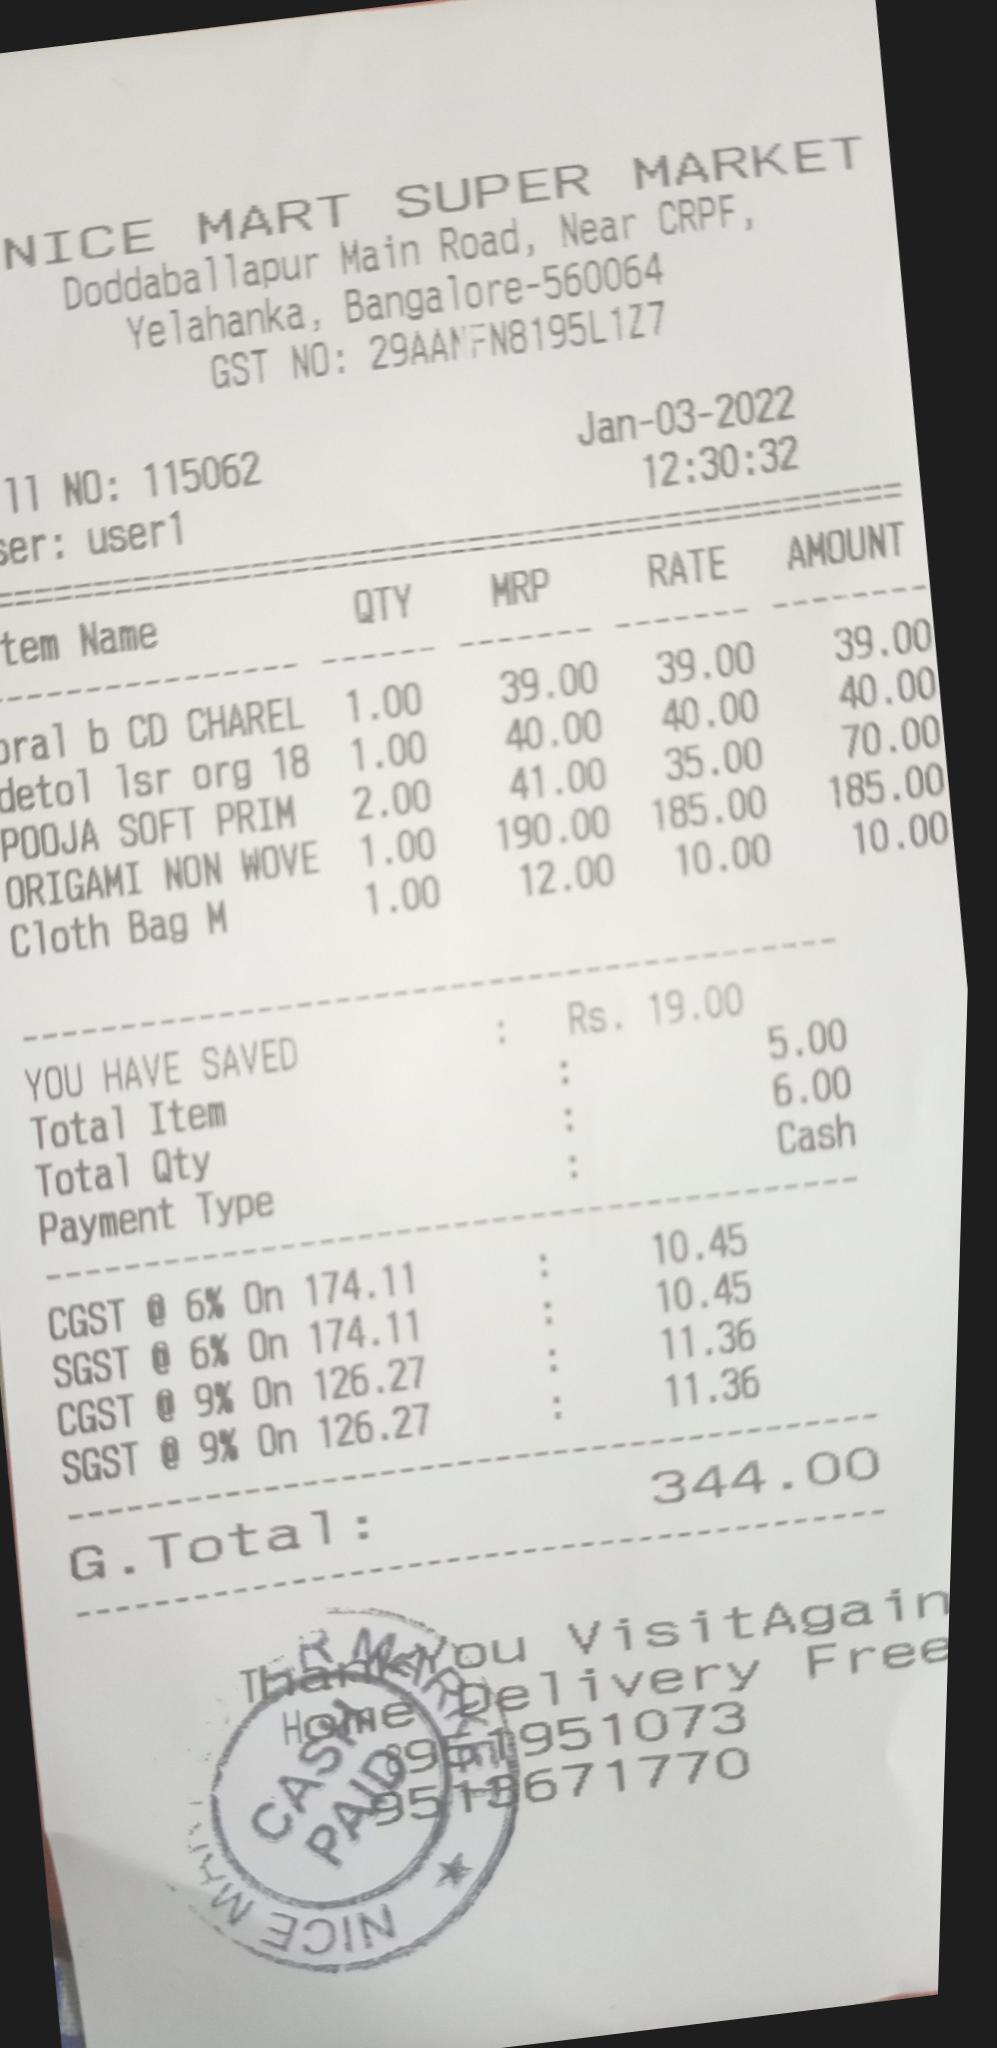 NICE MART SUPER MARKET
Doddaballapur Main Road, Near CRPF,
Yelahanka, Bangalore-560064
GST NO:
Jan-03-2022
ll NO: 115062
12:30:32
ser: user1
tem Name QTY MRP RATE AMOUNT
oral b CD CHAREL 1.00 39.00 39.00 39.00
detol lsr org 18 1.00 40.00 40.00 40.00
POOJA SOFT PRIM 2.00 41.00 35.00 70.00
ORIGAMI NON WOVE 1.00 190.00 185.00 185.00
Cloth Bag M 1.00 12.00 10.00 10.00
YOU HAVE SAVED : Rs. 19.00
Total Item : 5.00
Total Qty : 6.00
Payment Type : Cash
CGST @ 6% On 174.11 : 10.45
SGST @ 6% On 174.11 : 10.45
CGST @ 9% On 126.27 : 11.36
SGST @ 9% On 126.27 : 11.36
G.Total: 344.00
Thank You VisitAgain
Home Delivery Free
CASH
PAID
NICE MART